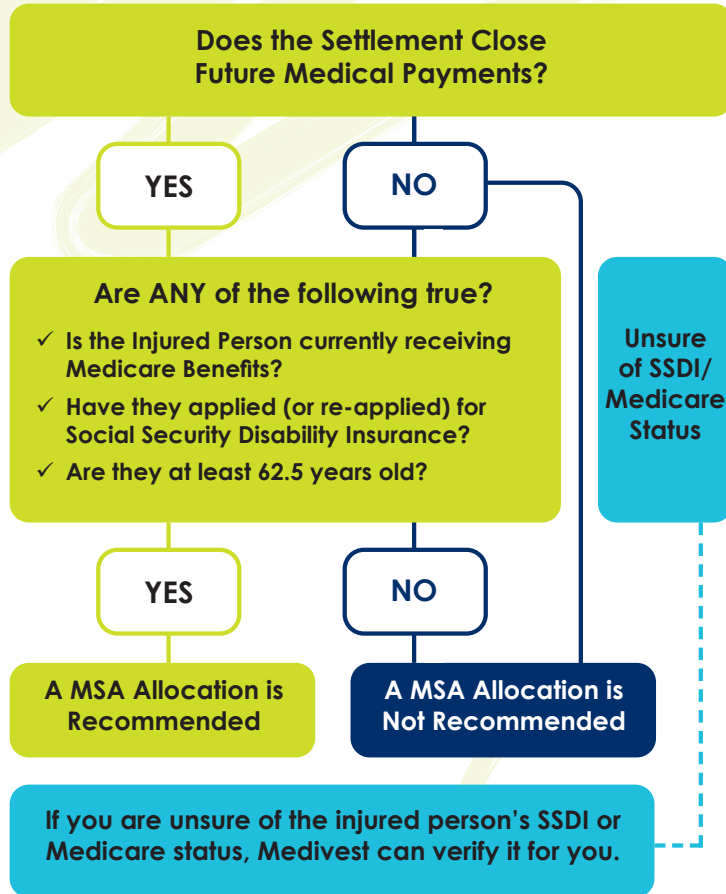 Does the Settlement Close
Future Medical Payments?
YES
NO
Are ANY of the following true?
✓ Is the Injured Person currently receiving
Medicare Benefits?
✓ Have they applied (or re-applied) for
Social Security Disability Insurance?
✓ Are they at least 62.5 years old?
Unsure
of SSDI/
Medicare
Status
YES
NO
A MSA Allocation is
Recommended
A MSA Allocation is
Not Recommended
If you are unsure of the injured person's SSDI or
Medicare status, Medivest can verify it for you.